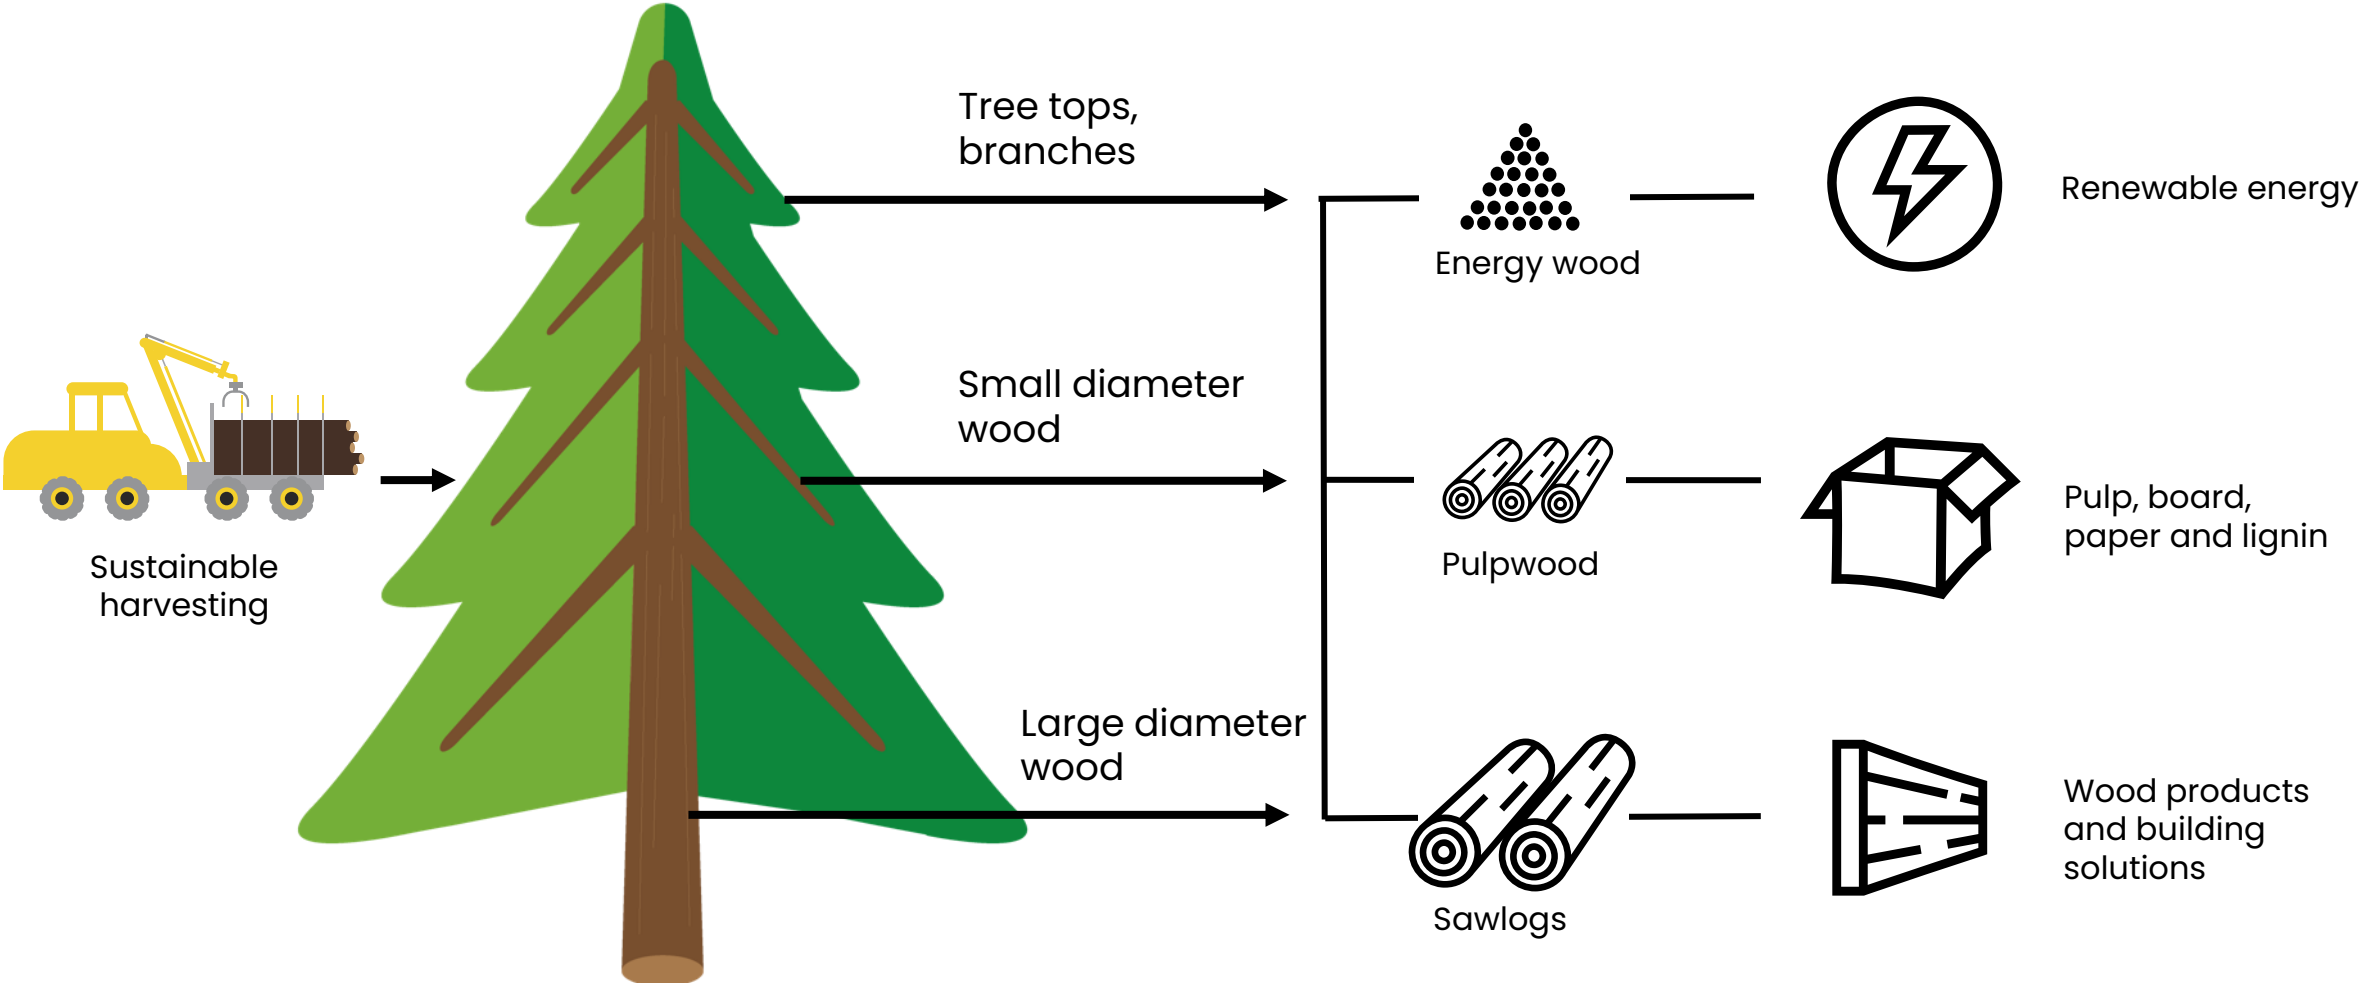 Tree tops,
branches
Energy wood
Renewable energy
Sustainable
harvesting
Small diameter
wood
Pulpwood
Pulp, board,
paper and lignin
Large diameter
wood
Sawlogs
Wood products
and building
solutions